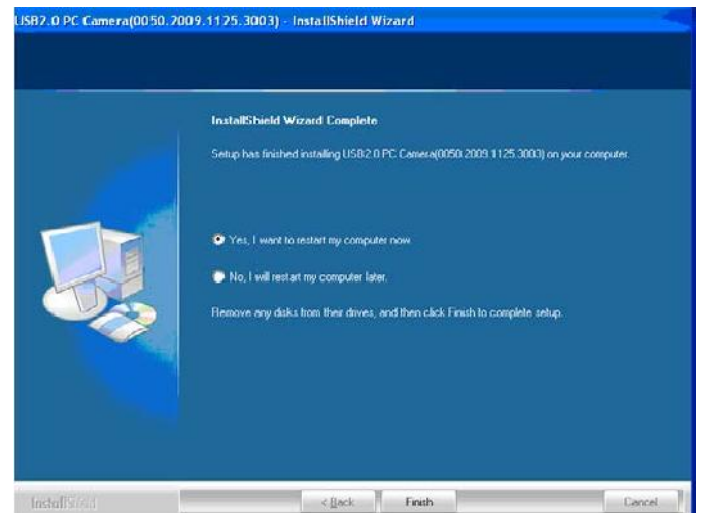 USB2.0 PC Camera(0050.2009.1125.3003) - InstallShield Wizard
InstallShield Wizard Complete
Setup has finished installing USB2.0 PC Camera(0050.2009.1125.3003) on your computer.
Yes, I want to restart my computer now.
No, I will restart my computer later.
Remove any disks from their drives, and then click Finish to complete setup.
InstallShield
< Back
Finish
Cancel